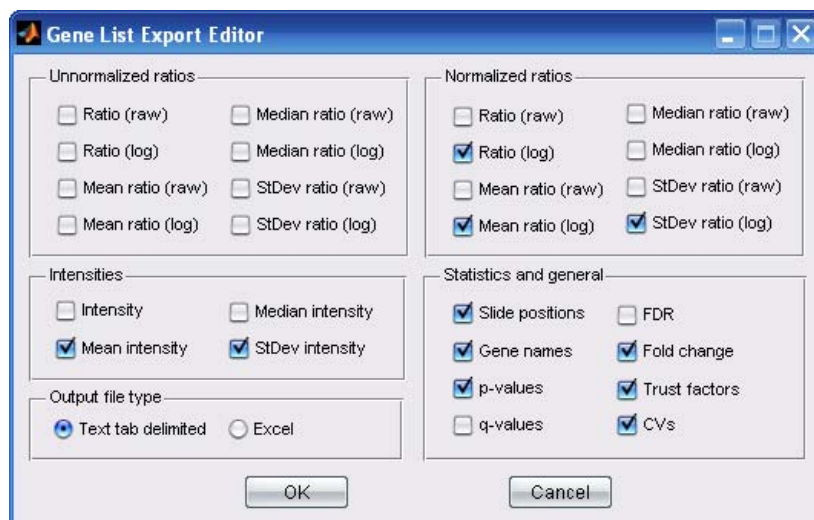 Gene List Export Editor
Unnormalized ratios
Ratio (raw) Median ratio (raw)
Ratio (log) Median ratio (log)
Mean ratio (raw) StDev ratio (raw)
Mean ratio (log) StDev ratio (log)
Normalized ratios
Ratio (raw) Median ratio (raw)
Ratio (log) Median ratio (log)
Mean ratio (raw) StDev ratio (raw)
Mean ratio (log) StDev ratio (log)
Intensities
Intensity Median intensity
Mean intensity StDev intensity
Statistics and general
Slide positions FDR
Gene names Fold change
p-values Trust factors
q-values CVs
Output file type
Text tab delimited Excel
OK Cancel